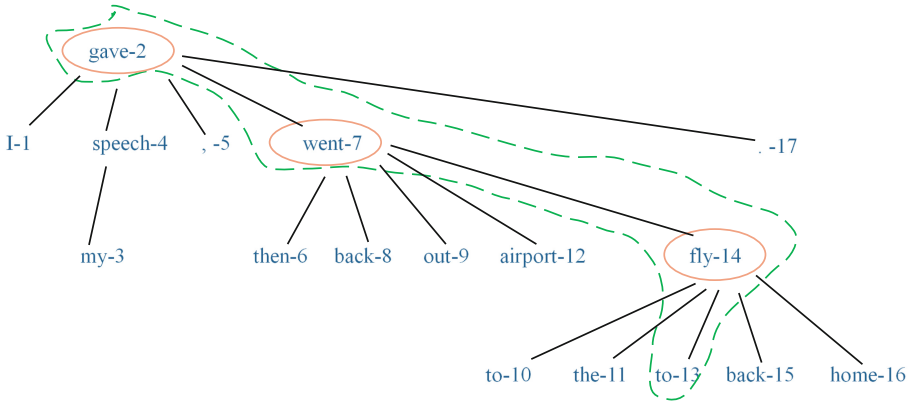 gave-2
I-1 speech-4 , -5 went-7 . -17
my-3 then-6 back-8 out-9 airport-12 fly-14
to-10 the-11 to-13 back-15 home-16